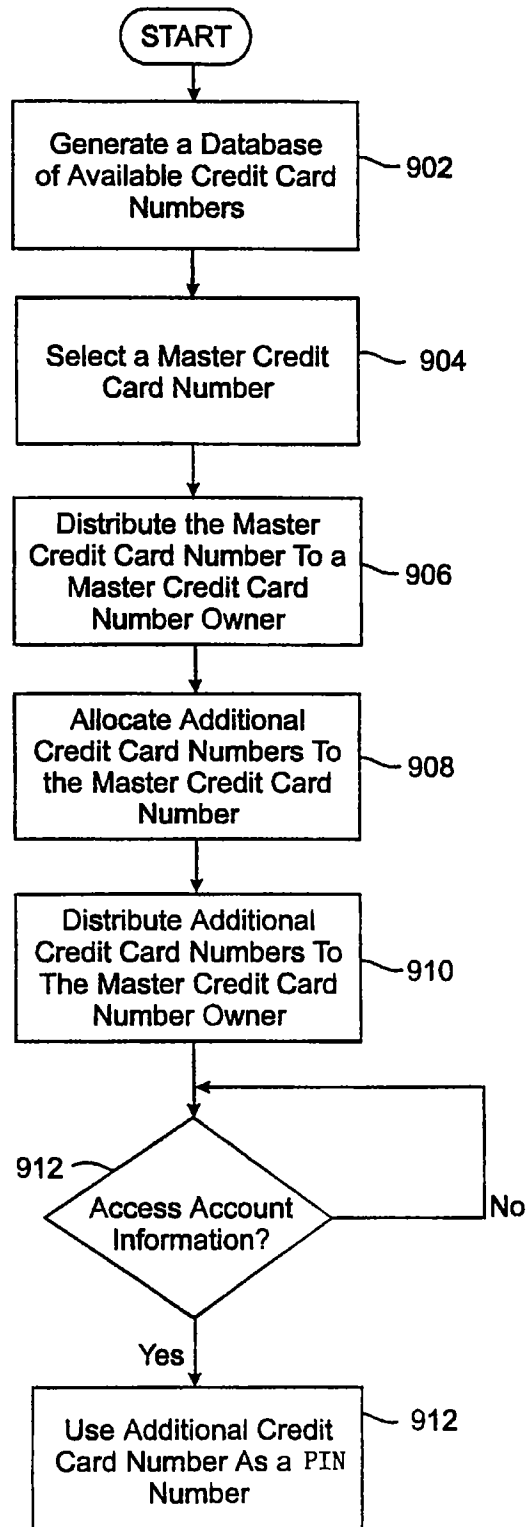 START
Generate a Database
of Available Credit Card
Numbers
902
Select a Master Credit
Card Number
904
Distribute the Master
Credit Card Number To a
Master Credit Card
Number Owner
906
Allocate Additional
Credit Card Numbers To
the Master Credit Card
Number
908
Distribute Additional
Credit Card Numbers To
The Master Credit Card
Number Owner
910
912
Access Account
Information?
No
Yes
Use Additional Credit
Card Number As a PIN
Number
912